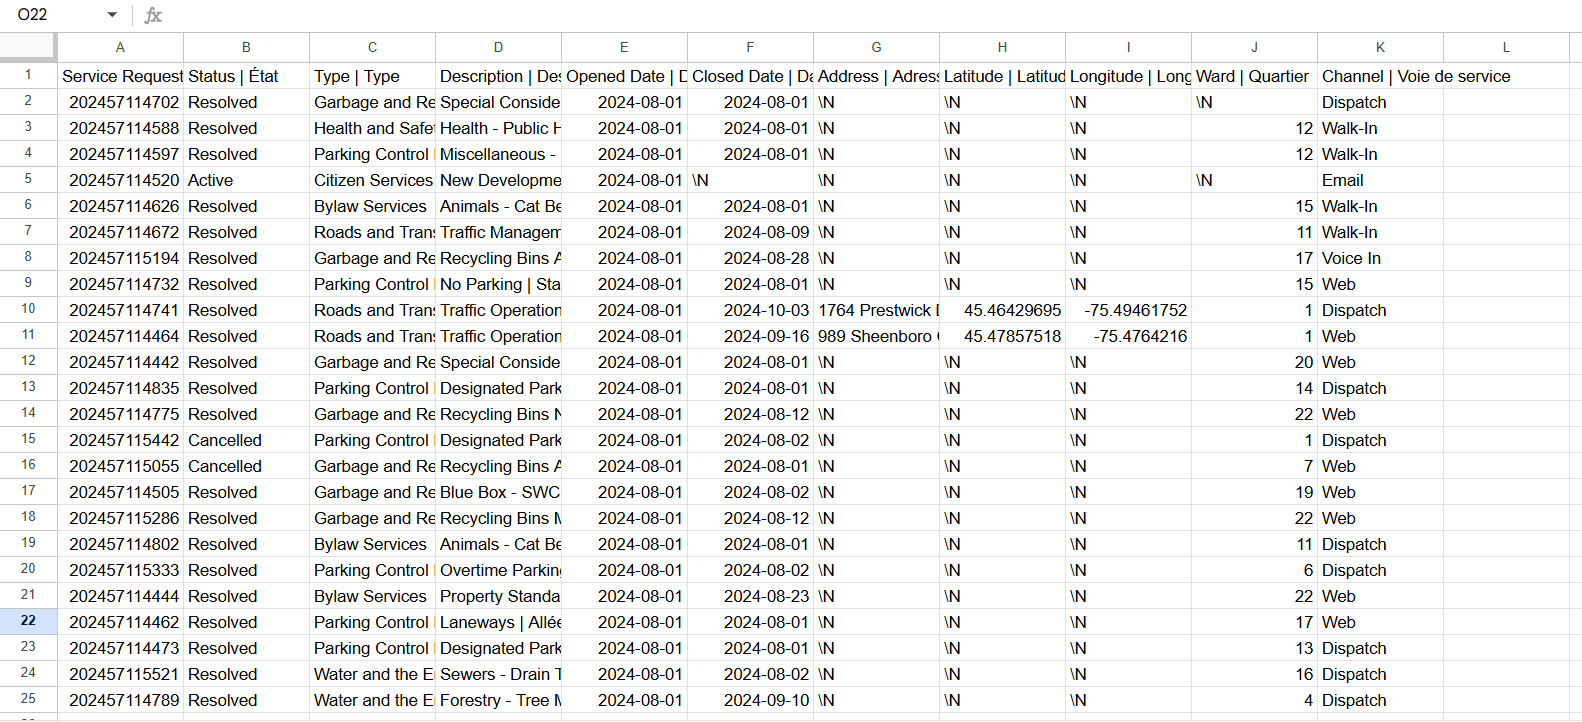 O22 fx
A B C D E F G H I J K L
1 Service Request Status | État Type | Type Description | Des Opened Date | D Closed Date | Da Address | Adress Latitude | Latitud Longitude | Long Ward | Quartier Channel | Voie de service
2 202457114702 Resolved Garbage and Re Special Conside 2024-08-01 2024-08-01 \N \N \N \N Dispatch
3 202457114588 Resolved Health and Safet Health - Public H 2024-08-01 2024-08-01 \N \N \N 12 Walk-In
4 202457114597 Resolved Parking Control Miscellaneous - 2024-08-01 2024-08-01 \N \N \N 12 Walk-In
5 202457114520 Active Citizen Services New Developme 2024-08-01 \N \N \N \N \N Email
6 202457114626 Resolved Bylaw Services Animals - Cat Be 2024-08-01 2024-08-01 \N \N \N 15 Walk-In
7 202457114672 Resolved Roads and Trans Traffic Managem 2024-08-01 2024-08-09 \N \N \N 11 Walk-In
8 202457115194 Resolved Garbage and Re Recycling Bins A 2024-08-01 2024-08-28 \N \N \N 17 Voice In
9 202457114732 Resolved Parking Control No Parking | Sta 2024-08-01 2024-08-01 \N \N \N 15 Web
10 202457114741 Resolved Roads and Trans Traffic Operation 2024-08-01 2024-10-03 1764 Prestwick D 45.46429695 -75.49461752 1 Dispatch
11 202457114464 Resolved Roads and Trans Traffic Operation 2024-08-01 2024-09-16 989 Sheenboro C 45.47857518 -75.4764216 1 Web
12 202457114442 Resolved Garbage and Re Special Conside 2024-08-01 2024-08-01 \N \N \N 20 Web
13 202457114835 Resolved Parking Control Designated Park 2024-08-01 2024-08-01 \N \N \N 14 Dispatch
14 202457114775 Resolved Garbage and Re Recycling Bins N 2024-08-01 2024-08-12 \N \N \N 22 Web
15 202457115442 Cancelled Parking Control Designated Park 2024-08-01 2024-08-02 \N \N \N 1 Dispatch
16 202457115055 Cancelled Garbage and Re Recycling Bins A 2024-08-01 2024-08-01 \N \N \N 7 Web
17 202457114505 Resolved Garbage and Re Blue Box - SWC 2024-08-01 2024-08-02 \N \N \N 19 Web
18 202457115286 Resolved Garbage and Re Recycling Bins M 2024-08-01 2024-08-12 \N \N \N 22 Web
19 202457114802 Resolved Bylaw Services Animals - Cat Be 2024-08-01 2024-08-01 \N \N \N 11 Dispatch
20 202457115333 Resolved Parking Control Overtime Parking 2024-08-01 2024-08-02 \N \N \N 6 Dispatch
21 202457114444 Resolved Bylaw Services Property Standa 2024-08-01 2024-08-23 \N \N \N 22 Web
22 202457114462 Resolved Parking Control Laneways | Allée 2024-08-01 2024-08-01 \N \N \N 17 Web
23 202457114473 Resolved Parking Control Designated Park 2024-08-01 2024-08-01 \N \N \N 13 Dispatch
24 202457115521 Resolved Water and the E Sewers - Drain T 2024-08-01 2024-08-02 \N \N \N 16 Dispatch
25 202457114789 Resolved Water and the E Forestry - Tree M 2024-08-01 2024-09-10 \N \N \N 4 Dispatch